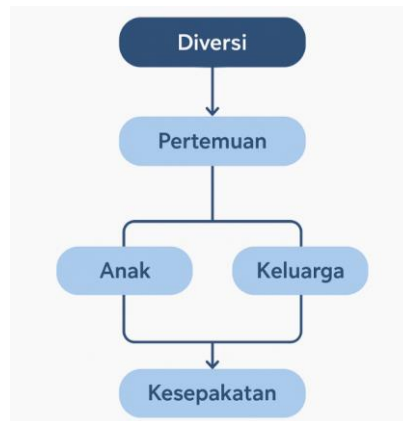 Diversi
Pertemuan
Anak
Keluarga
Kesepakatan